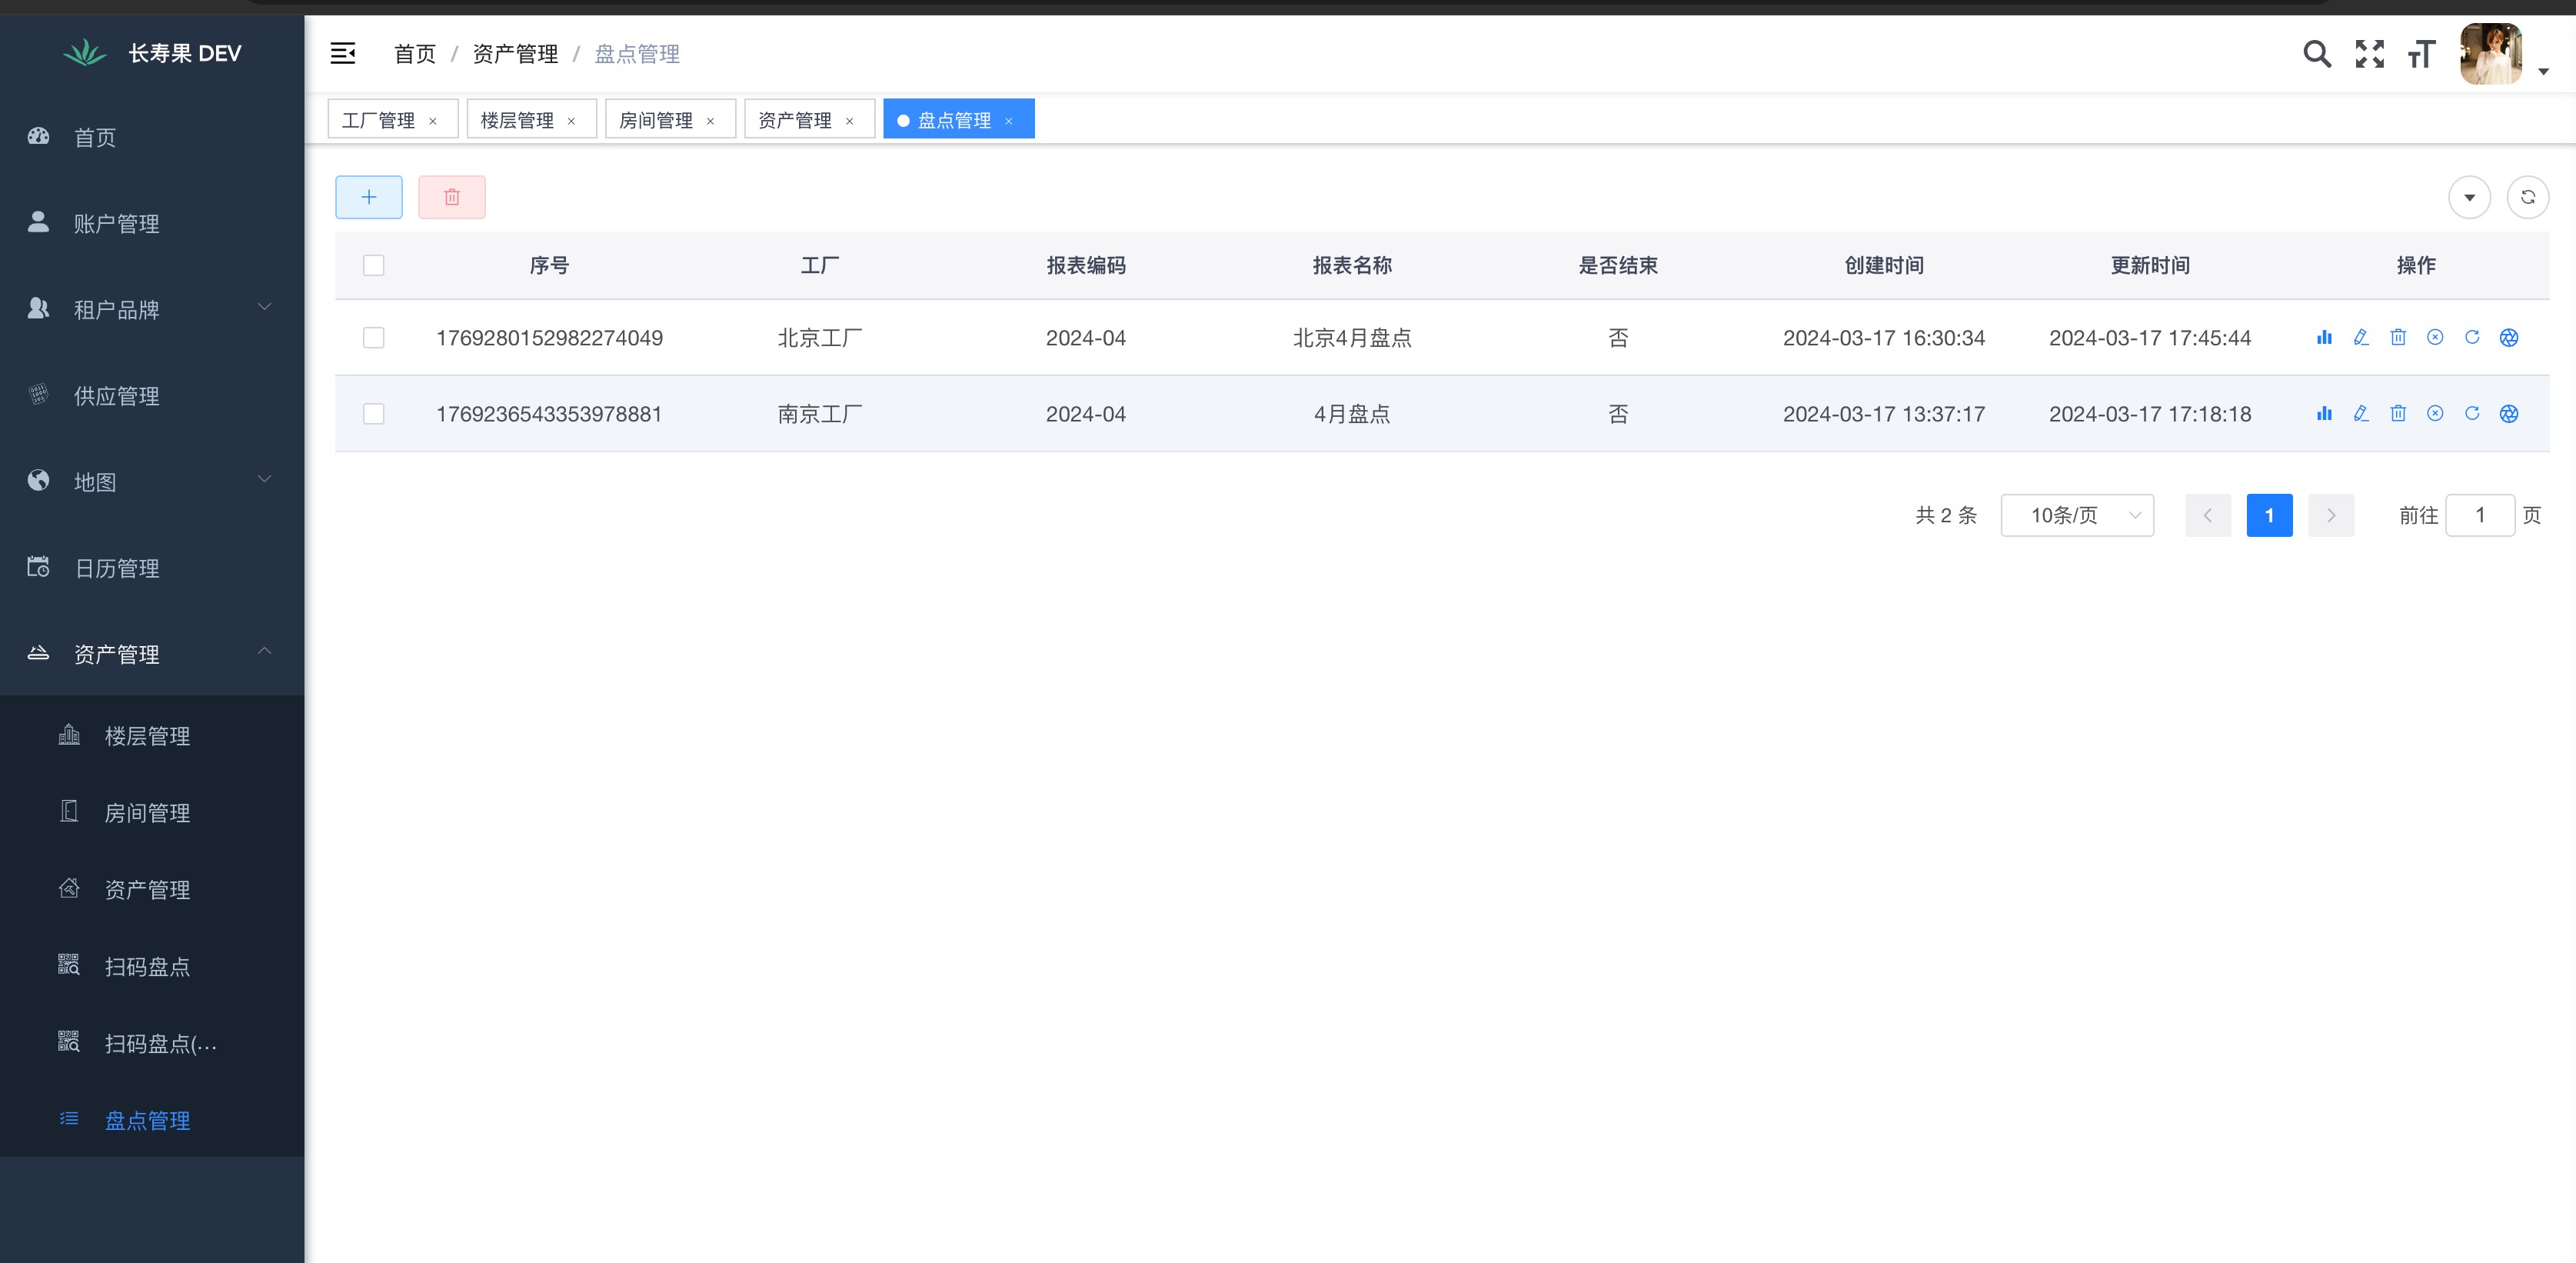 长寿果 DEV
首页
账户管理
租户品牌
供应管理
地图
日历管理
资产管理
楼层管理
房间管理
资产管理
扫码盘点
扫码盘点(...
盘点管理
首页 / 资产管理 / 盘点管理
工厂管理 × 楼层管理 × 房间管理 × 资产管理 × 盘点管理 ×
序号 工厂 报表编码 报表名称 是否结束 创建时间 更新时间 操作
1769280152982274049 北京工厂 2024-04 北京4月盘点 否 2024-03-17 16:30:34 2024-03-17 17:45:44
1769236543353978881 南京工厂 2024-04 4月盘点 否 2024-03-17 13:37:17 2024-03-17 17:18:18
共 2 条 10条/页 1 前往 1 页